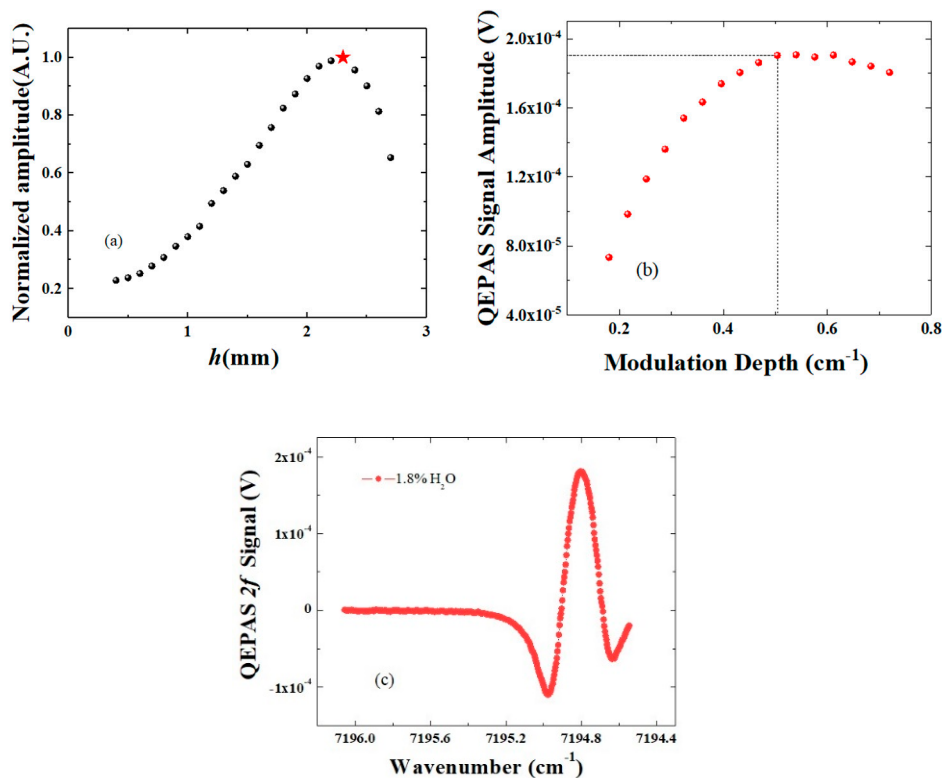 Normalized amplitude(A.U.)
1.0
0.8
0.6
0.4
0.2
(a)
0
1
2
3
h(mm)
QEPAS Signal Amplitude (V)
2.0x10⁻⁴
1.6x10⁻⁴
1.2x10⁻⁴
8.0x10⁻⁵
4.0x10⁻⁵
(b)
0.2
0.4
0.6
0.8
Modulation Depth (cm⁻¹)
QEPAS 2f Signal (V)
2x10⁻⁴
1x10⁻⁴
0
-1x10⁻⁴
1.8% H₂O
(c)
7196.0
7195.6
7195.2
7194.8
7194.4
Wavenumber (cm⁻¹)